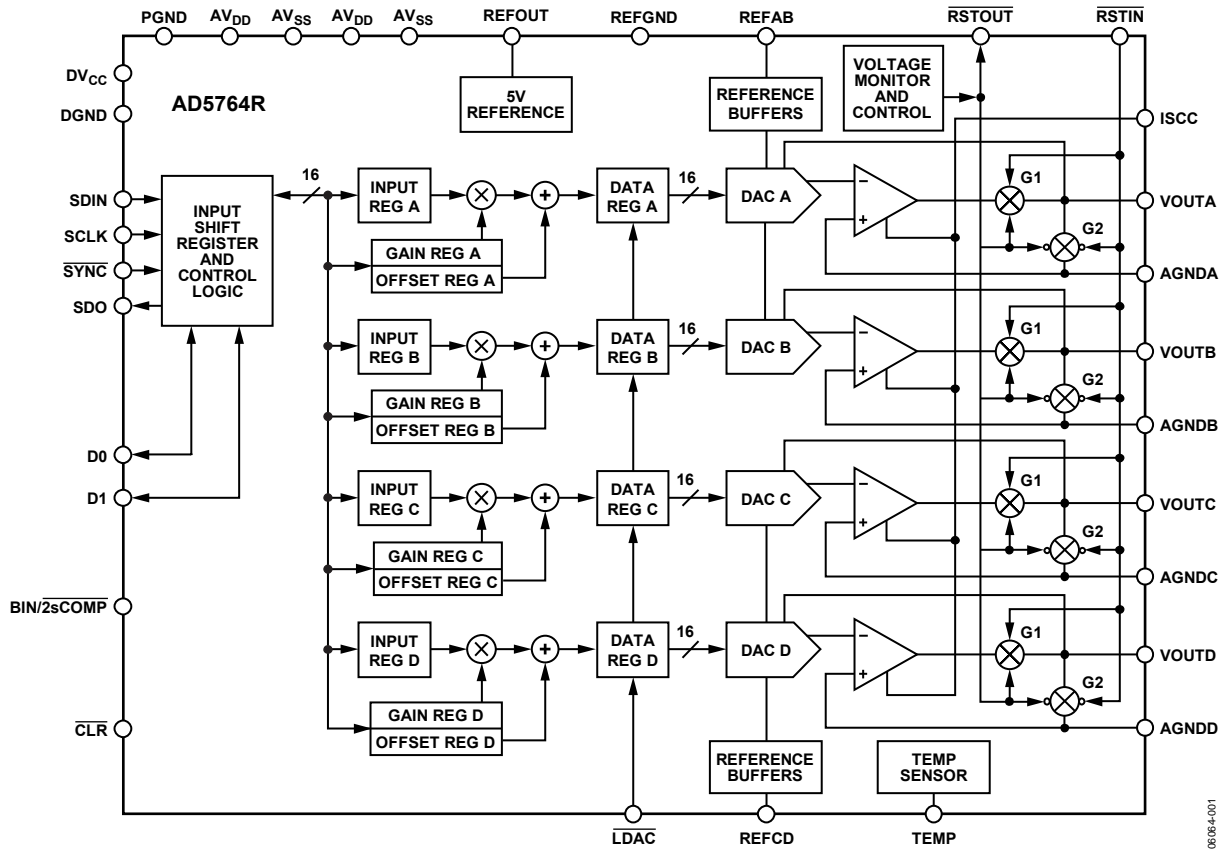 PGND AVDD AVSS AVDD AVSS REFOUT REFGND REFAB RSTOUT RSTIN
DVCC
DGND
AD5764R
5V
REFERENCE
REFERENCE
BUFFERS
VOLTAGE
MONITOR
AND
CONTROL
ISCC
SDIN
SCLK
SYNC
SDO
INPUT
SHIFT
REGISTER
AND
CONTROL
LOGIC
16
INPUT
REG A
×
+
DATA
REG A
16
DAC A
−
+
G1
G2
VOUTA
GAIN REG A
OFFSET REG A
AGNDA
INPUT
REG B
×
+
DATA
REG B
16
DAC B
−
+
G1
G2
VOUTB
GAIN REG B
OFFSET REG B
AGNDB
D0
D1
INPUT
REG C
×
+
DATA
REG C
16
DAC C
−
+
G1
G2
VOUTC
GAIN REG C
OFFSET REG C
AGNDC
BIN/2sCOMP
INPUT
REG D
×
+
DATA
REG D
16
DAC D
−
+
G1
G2
VOUTD
GAIN REG D
OFFSET REG D
AGNDD
CLR
REFERENCE
BUFFERS
TEMP
SENSOR
LDAC REFCD TEMP
06064-001